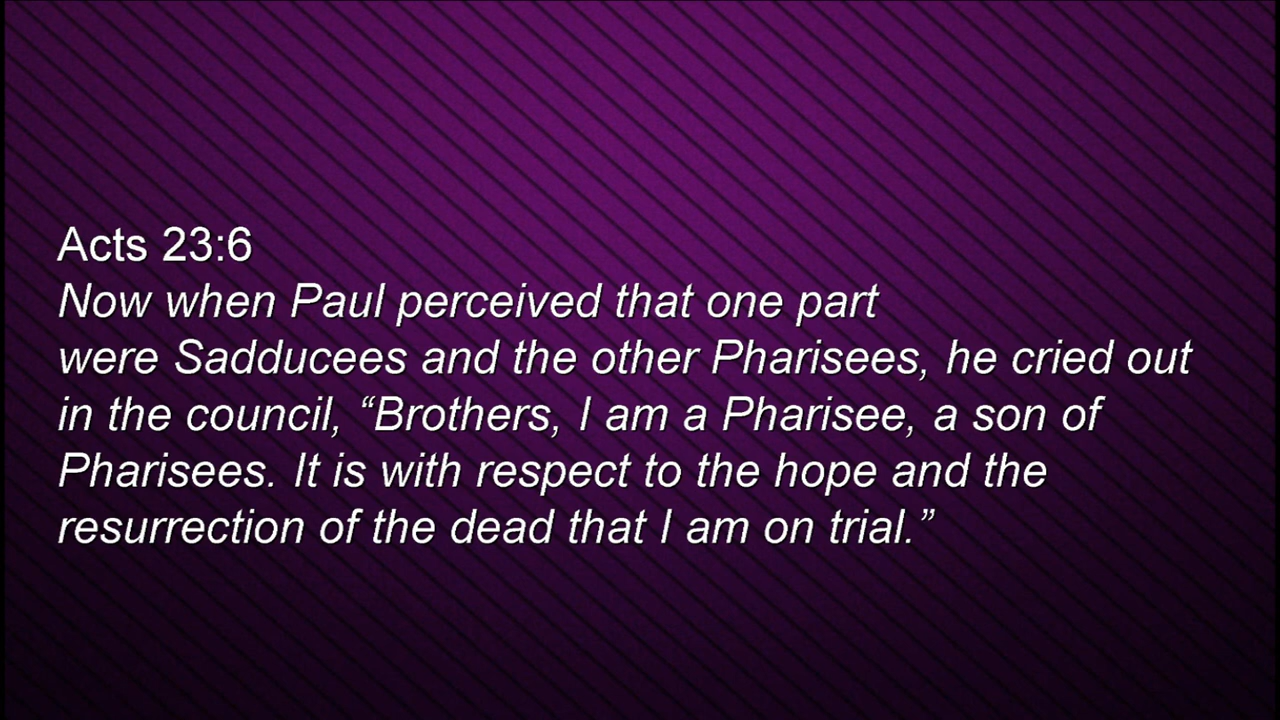 Acts 23:6
Now when Paul perceived that one part
were Sadducees and the other Pharisees, he cried out
in the council, “Brothers, I am a Pharisee, a son of
Pharisees. It is with respect to the hope and the
resurrection of the dead that I am on trial.”